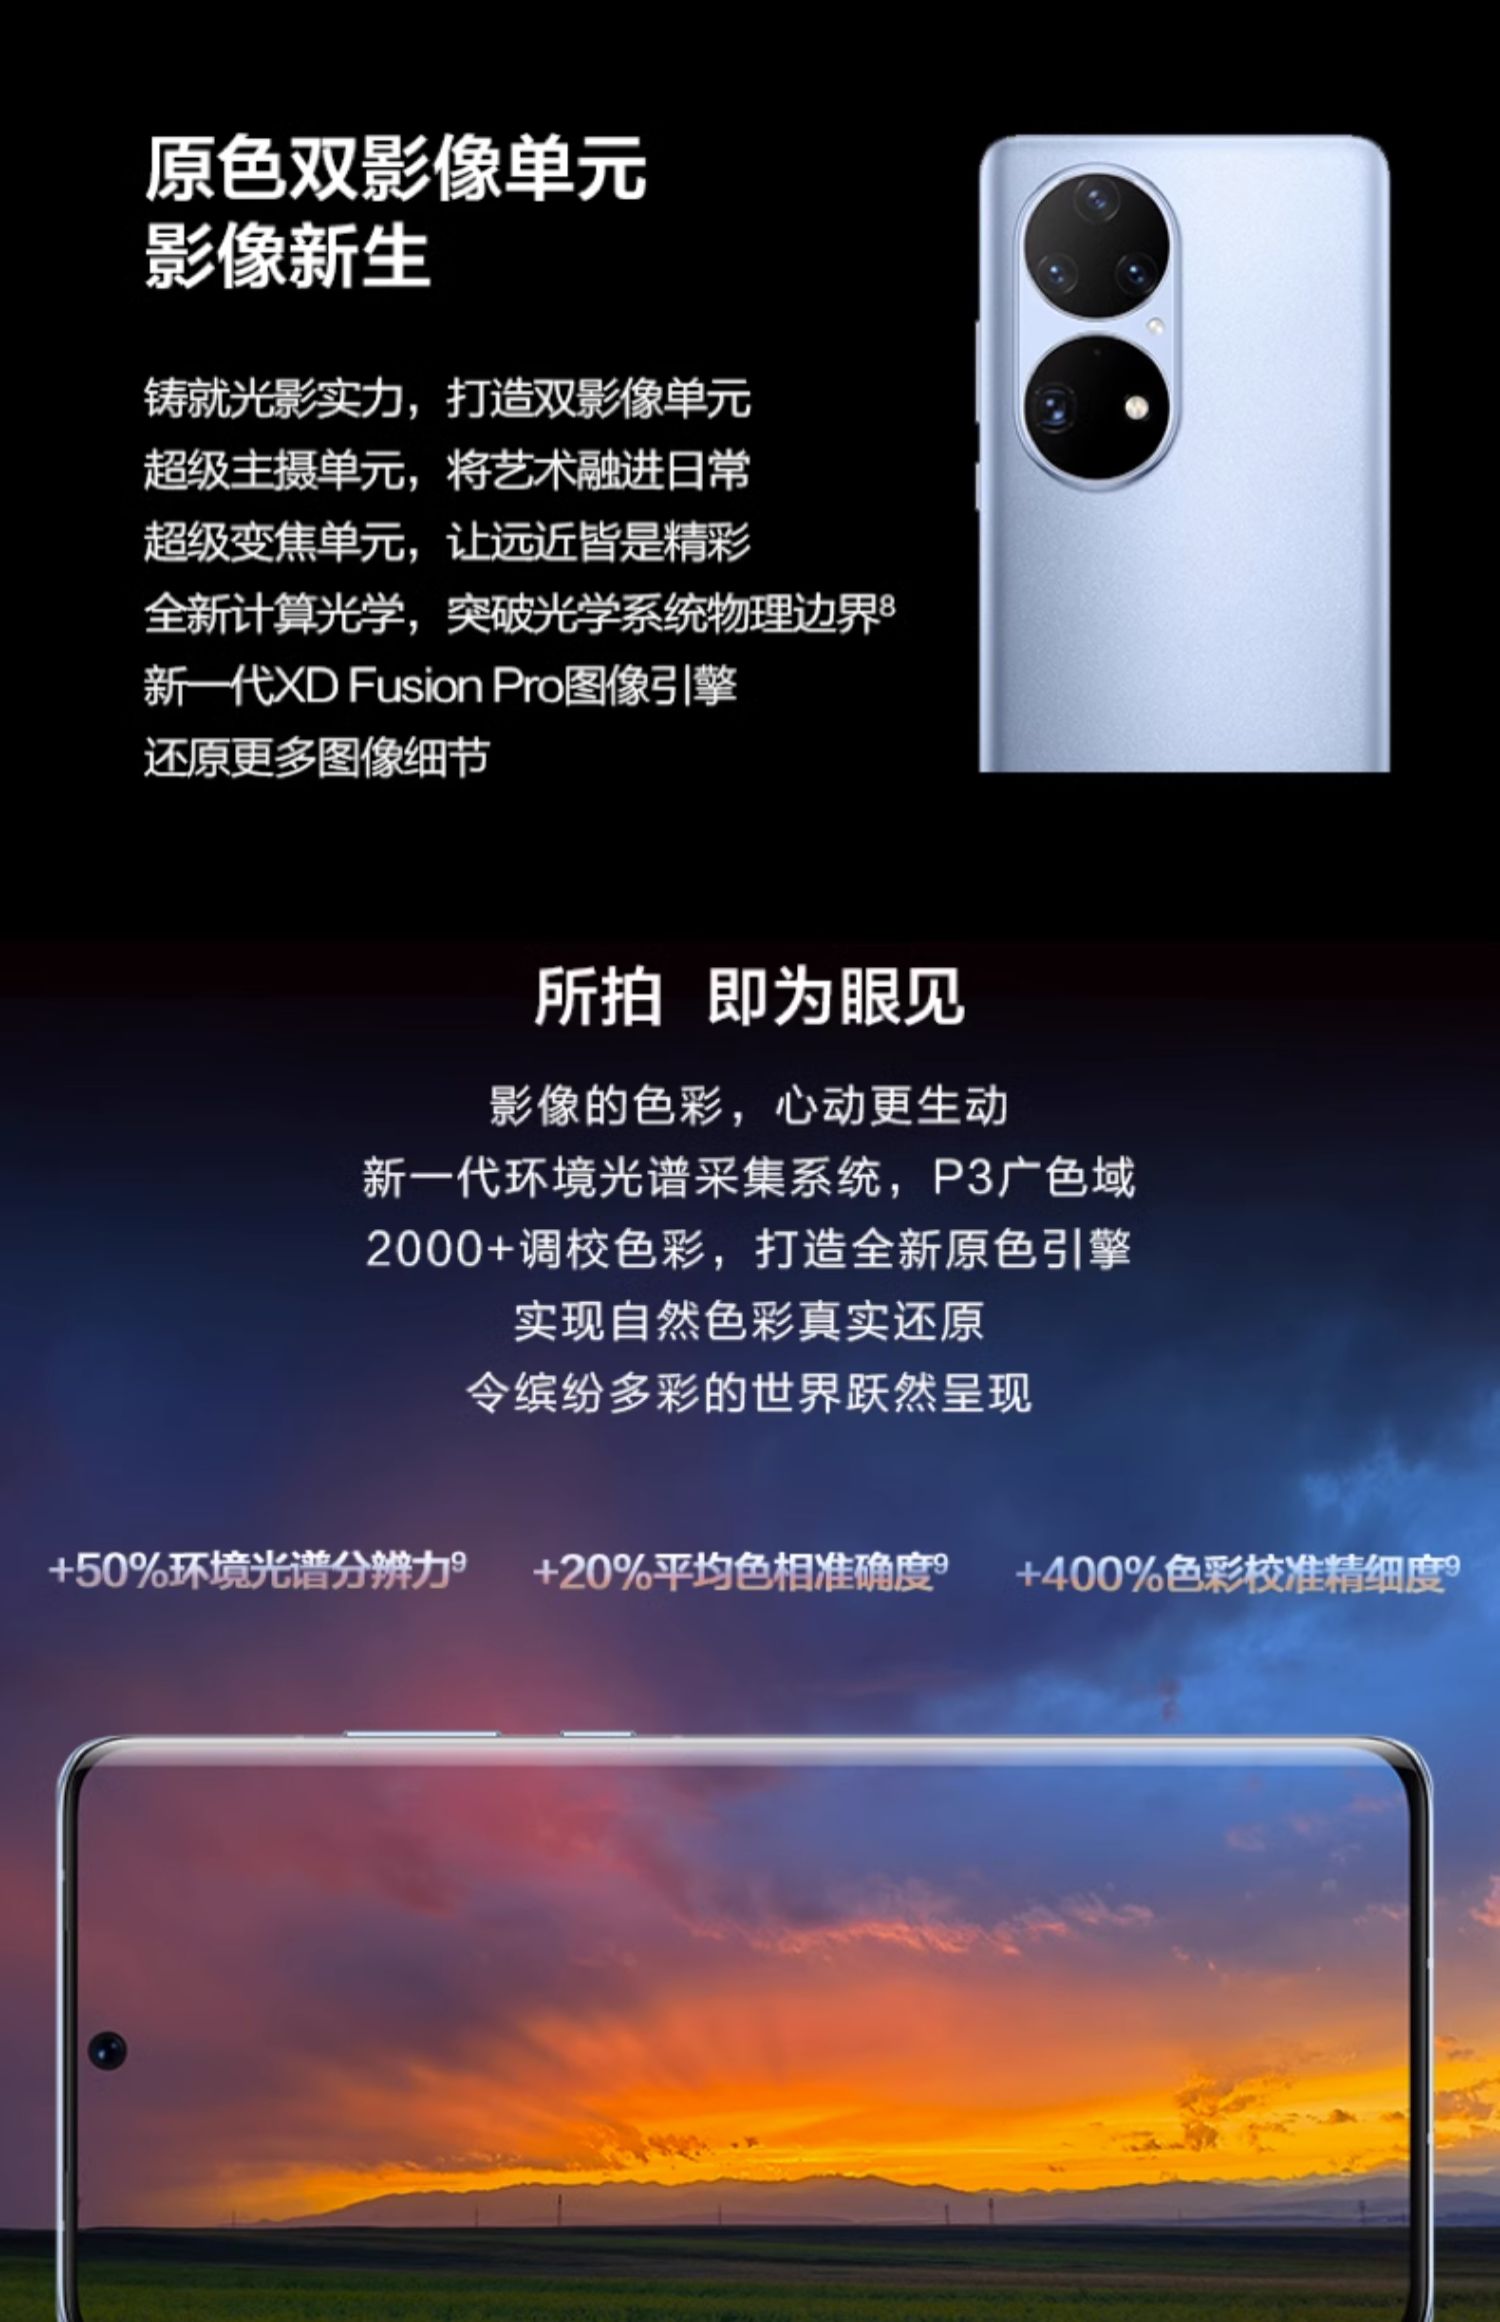 原色双影像单元
影像新生
铸就光影实力，打造双影像单元
超级主摄单元，将艺术融进日常
超级变焦单元，让远近皆是精彩
全新计算光学，突破光学系统物理边界8
新一代XD Fusion Pro图像引擎
还原更多图像细节
所拍 即为眼见
影像的色彩，心动更生动
新一代环境光谱采集系统，P3广色域
2000+调校色彩，打造全新原色引擎
实现自然色彩真实还原
令缤纷多彩的世界跃然呈现
+50%环境光谱分辨力9 +20%平均色相准确度9 +400%色彩校准精细度9